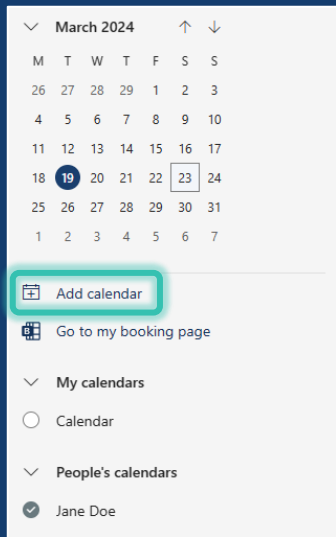 March 2024
M T W T F S S
26 27 28 29 1 2 3
4 5 6 7 8 9 10
11 12 13 14 15 16 17
18 19 20 21 22 23 24
25 26 27 28 29 30 31
1 2 3 4 5 6 7
Add calendar
B Go to my booking page
My calendars
Calendar
People's calendars
Jane Doe